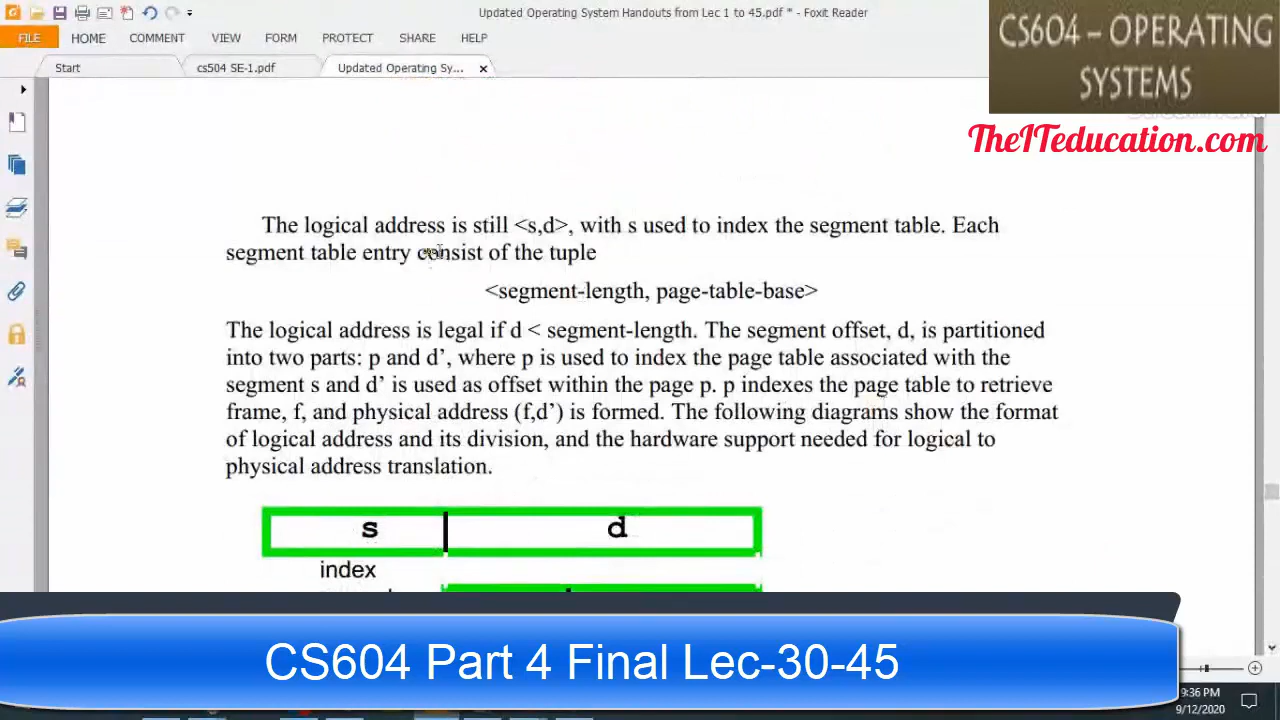 Updated Operating System Handouts from Lec 1 to 45.pdf * - Foxit Reader
CS604 – OPERATING
SYSTEMS
FILE HOME COMMENT VIEW FORM PROTECT SHARE HELP
Start cs504 SE-1.pdf Updated Operating Sy... ×
TheITeducation.com
The logical address is still <s,d>, with s used to index the segment table. Each
segment table entry consist of the tuple
<segment-length, page-table-base>
The logical address is legal if d < segment-length. The segment offset, d, is partitioned
into two parts: p and d’, where p is used to index the page table associated with the
segment s and d’ is used as offset within the page p. p indexes the page table to retrieve
frame, f, and physical address (f,d’) is formed. The following diagrams show the format
of logical address and its division, and the hardware support needed for logical to
physical address translation.
s d
index
CS604 Part 4 Final Lec-30-45
9:36 PM
9/12/2020